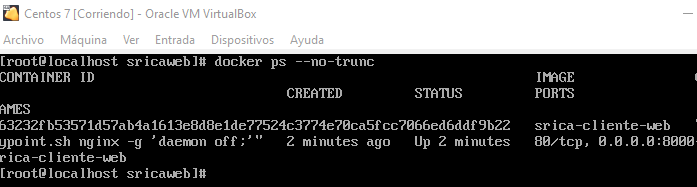 Centos 7 [Corriendo] - Oracle VM VirtualBox
Archivo Máquina Ver Entrada Dispositivos Ayuda
[root@localhost sricaweb]# docker ps --no-trunc
CONTAINER ID IMAGE
CREATED STATUS PORTS
AMES
63232fb53571d57ab4a1613e8d8e1de77524c3774e70ca5fcc7066ed6ddf9b22 srica-cliente-web "
ypoint.sh nginx -g 'daemon off;'" 2 minutes ago Up 2 minutes 80/tcp, 0.0.0.0:8000-
rica-cliente-web
[root@localhost sricaweb]#